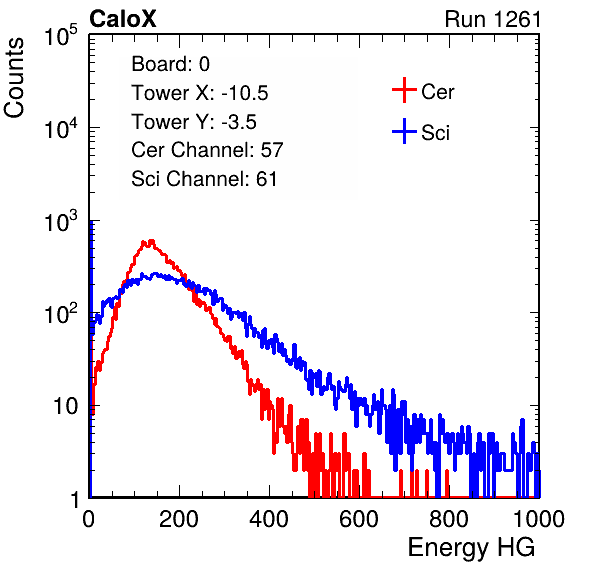 CaloX Run 1261
Counts
10^5
10^4
10^3
10^2
10
1
Board: 0
Tower X: -10.5
Tower Y: -3.5
Cer Channel: 57
Sci Channel: 61
Cer
Sci
0 200 400 600 800 1000
Energy HG